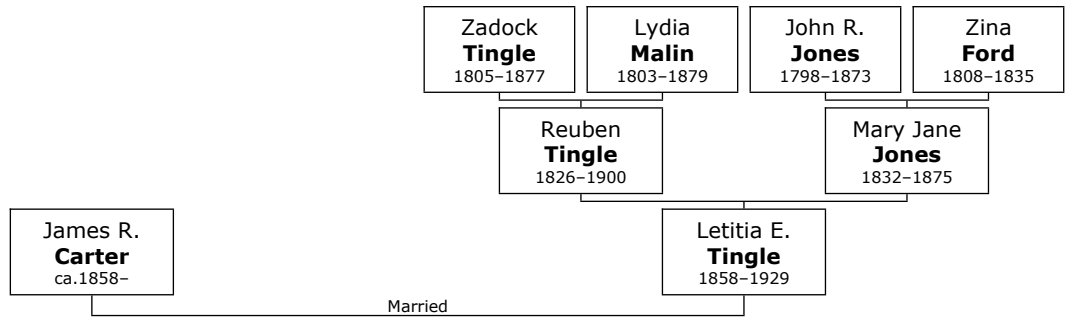 Zadock
Tingle
1805–1877
Lydia
Malin
1803–1879
John R.
Jones
1798–1873
Zina
Ford
1808–1835
Reuben
Tingle
1826–1900
Mary Jane
Jones
1832–1875
James R.
Carter
ca.1858–
Letitia E.
Tingle
1858–1929
Married